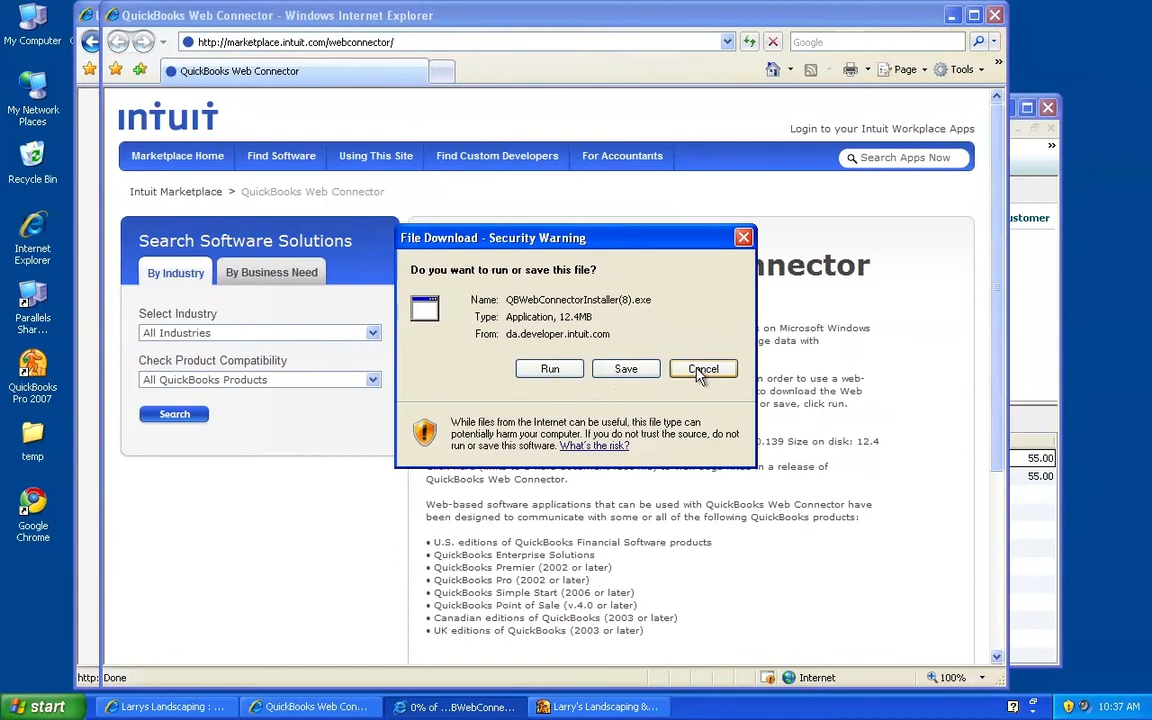 My Computer
My Network
Places
Recycle Bin
Internet
Explorer
Parallels
Shar...
QuickBooks
Pro 2007
temp
Google
Chrome
QuickBooks Web Connector - Windows Internet Explorer
http://marketplace.intuit.com/webconnector/
Google
QuickBooks Web Connector
Page
Tools
intuit
Login to your Intuit Workplace Apps
Marketplace Home
Find Software
Using This Site
Find Custom Developers
For Accountants
Search Apps Now
Intuit Marketplace > QuickBooks Web Connector
Search Software Solutions
By Industry
By Business Need
Select Industry
All Industries
Check Product Compatibility
All QuickBooks Products
Search
File Download - Security Warning
Do you want to run or save this file?
Name: QBWebConnectorInstaller(8).exe
Type: Application, 12.4MB
From: da.developer.intuit.com
Run
Save
Cancel
While files from the Internet can be useful, this file type can
potentially harm your computer. If you do not trust the source, do not
run or save this software. What's the risk?
nnector
s on Microsoft Windows
ge data with
n order to use a web-
to download the Web
or save, click run.
0.139 Size on disk: 12.4
release of
QuickBooks Web Connector.
Web-based software applications that can be used with QuickBooks Web Connector have
been designed to communicate with some or all of the following QuickBooks products:
• U.S. editions of QuickBooks Financial Software products
• QuickBooks Enterprise Solutions
• QuickBooks Premier (2002 or later)
• QuickBooks Pro (2002 or later)
• QuickBooks Simple Start (2006 or later)
• QuickBooks Point of Sale (v.4.0 or later)
• Canadian editions of QuickBooks (2003 or later)
• UK editions of QuickBooks (2003 or later)
ustomer
55.00
55.00
http:
Done
Internet
100%
start
Larrys Landscaping : ...
QuickBooks Web Con...
0% of ...BWebConne...
Larry's Landscaping &...
10:37 AM